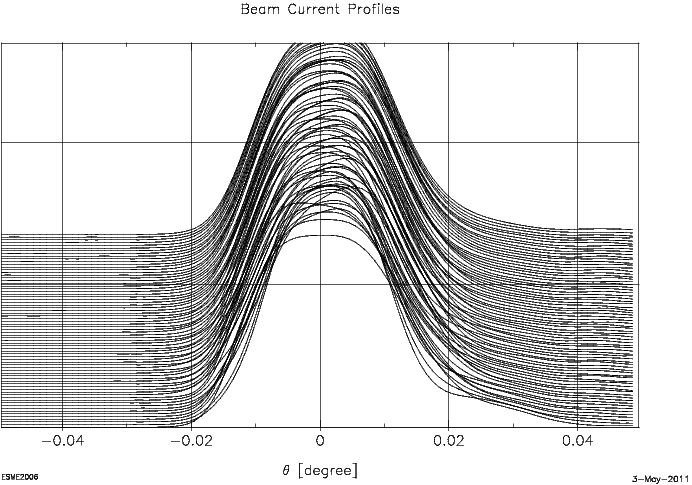 Beam Current Profiles
−0.04 −0.02 0 0.02 0.04
θ [degree]
ESME2006
3-May-2011